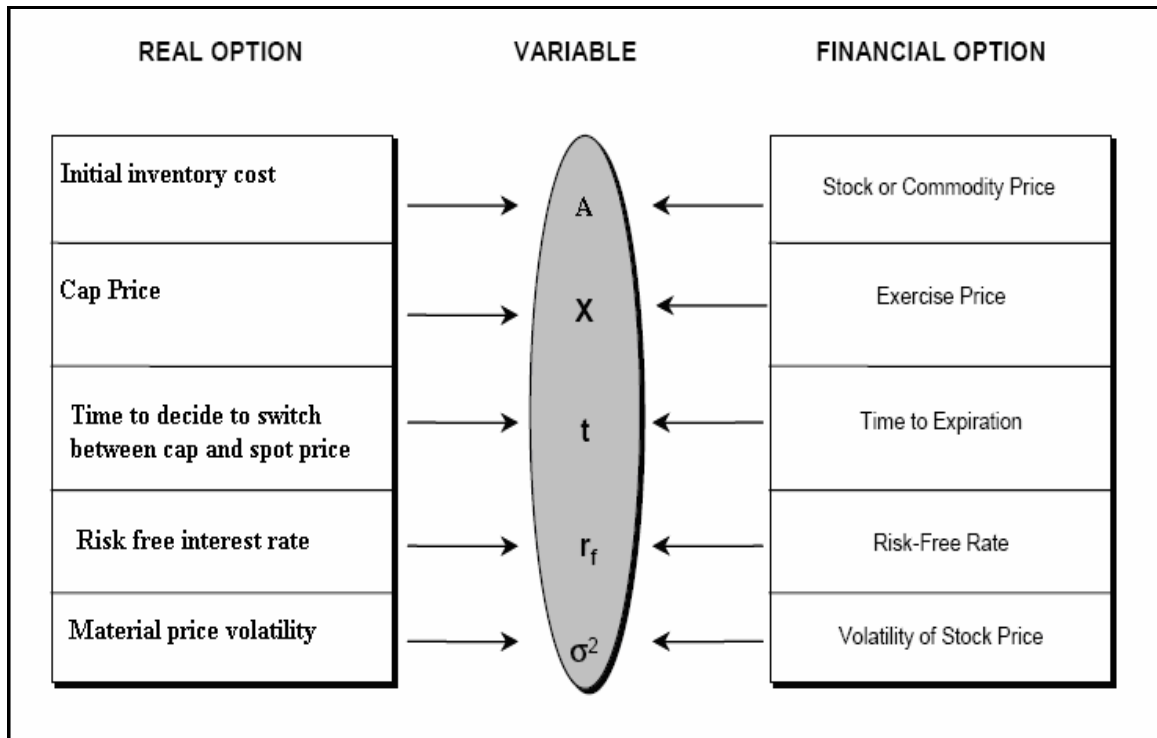 REAL OPTION
VARIABLE
FINANCIAL OPTION
Initial inventory cost
A
Stock or Commodity Price
Cap Price
X
Exercise Price
Time to decide to switch
between cap and spot price
t
Time to Expiration
Risk free interest rate
rf
Risk-Free Rate
Material price volatility
σ²
Volatility of Stock Price